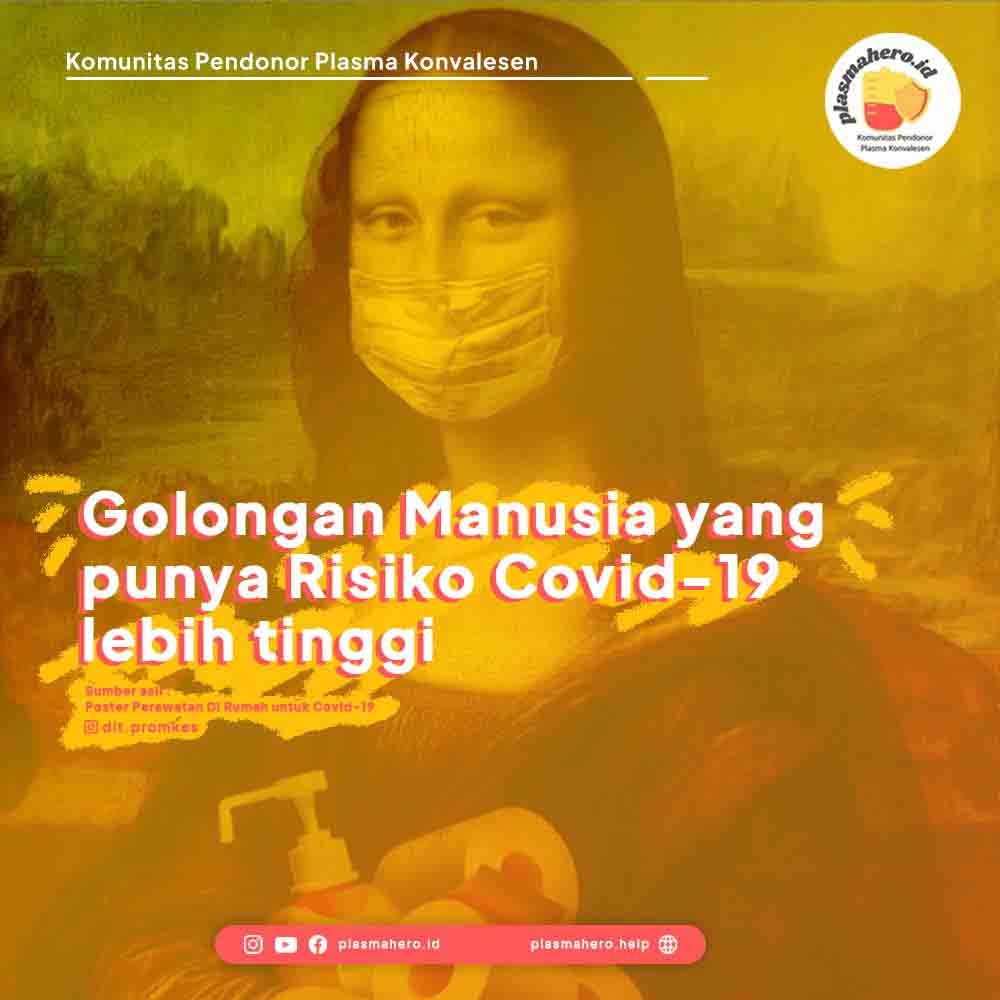 Komunitas Pendonor Plasma Konvalesen
plasmahero.id
Komunitas Pendonor
Plasma Konvalesen
Golongan Manusia yang
punya Risiko Covid-19
lebih tinggi
Sumber asli :
Poster Perawatan Di Rumah untuk Covid-19
dit.promkes
plasmahero.id
plasmahero.help